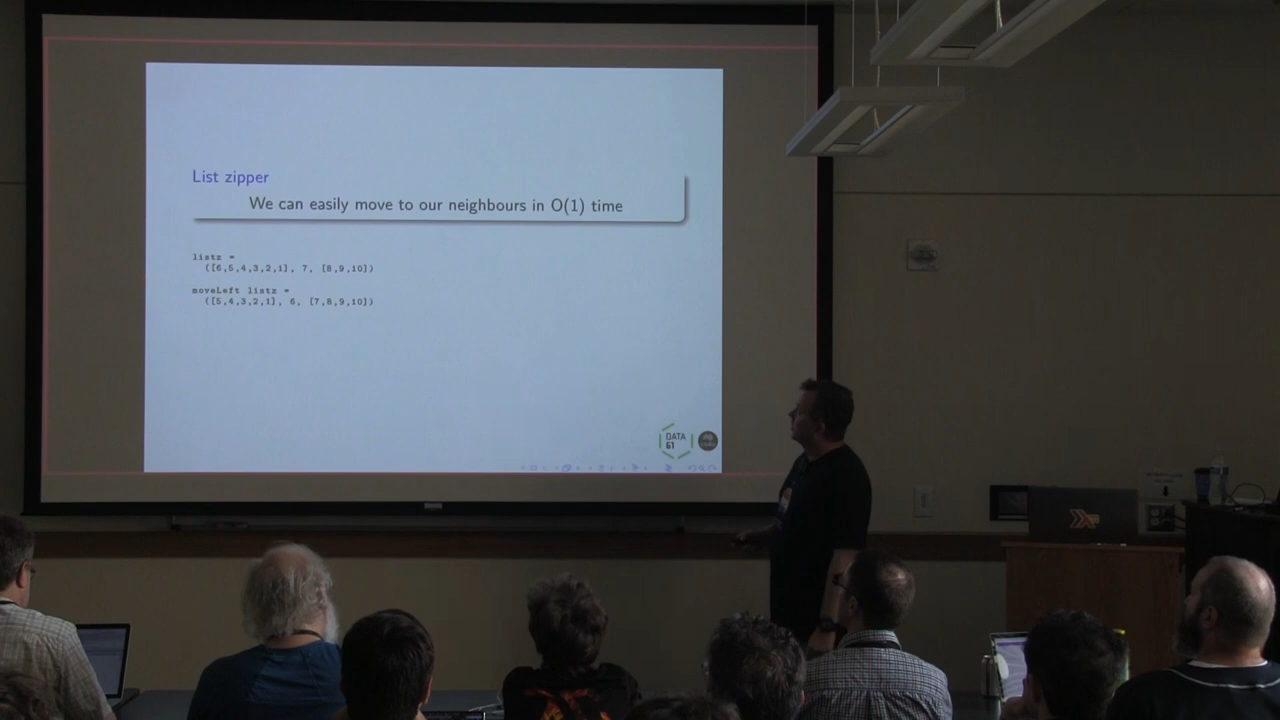 List zipper
We can easily move to our neighbours in O(1) time
listz =
([6,5,4,3,2,1], 7, [8,9,10])
moveLeft listz =
([5,4,3,2,1], 6, [7,8,9,10])
DATA
61